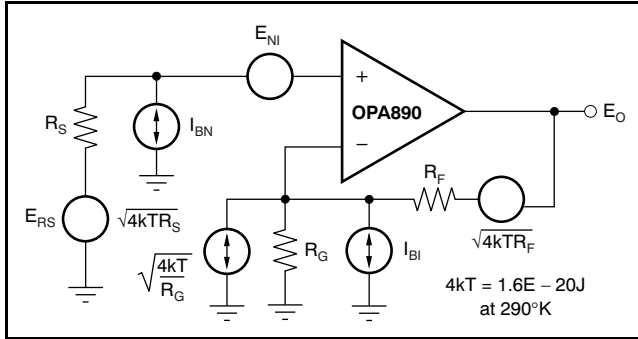 E_NI
+
OPA890
−
E_O
R_S
I_BN
R_F
E_RS
√4kTR_S
√4kTR_F
√4kT/R_G
R_G
I_BI
4kT = 1.6E − 20J
at 290°K